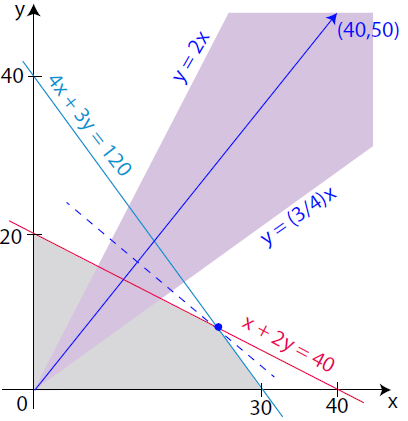 y
(40,50)
y = 2x
40
4x + 3y = 120
y = (3/4)x
20
x + 2y = 40
0
30
40
x